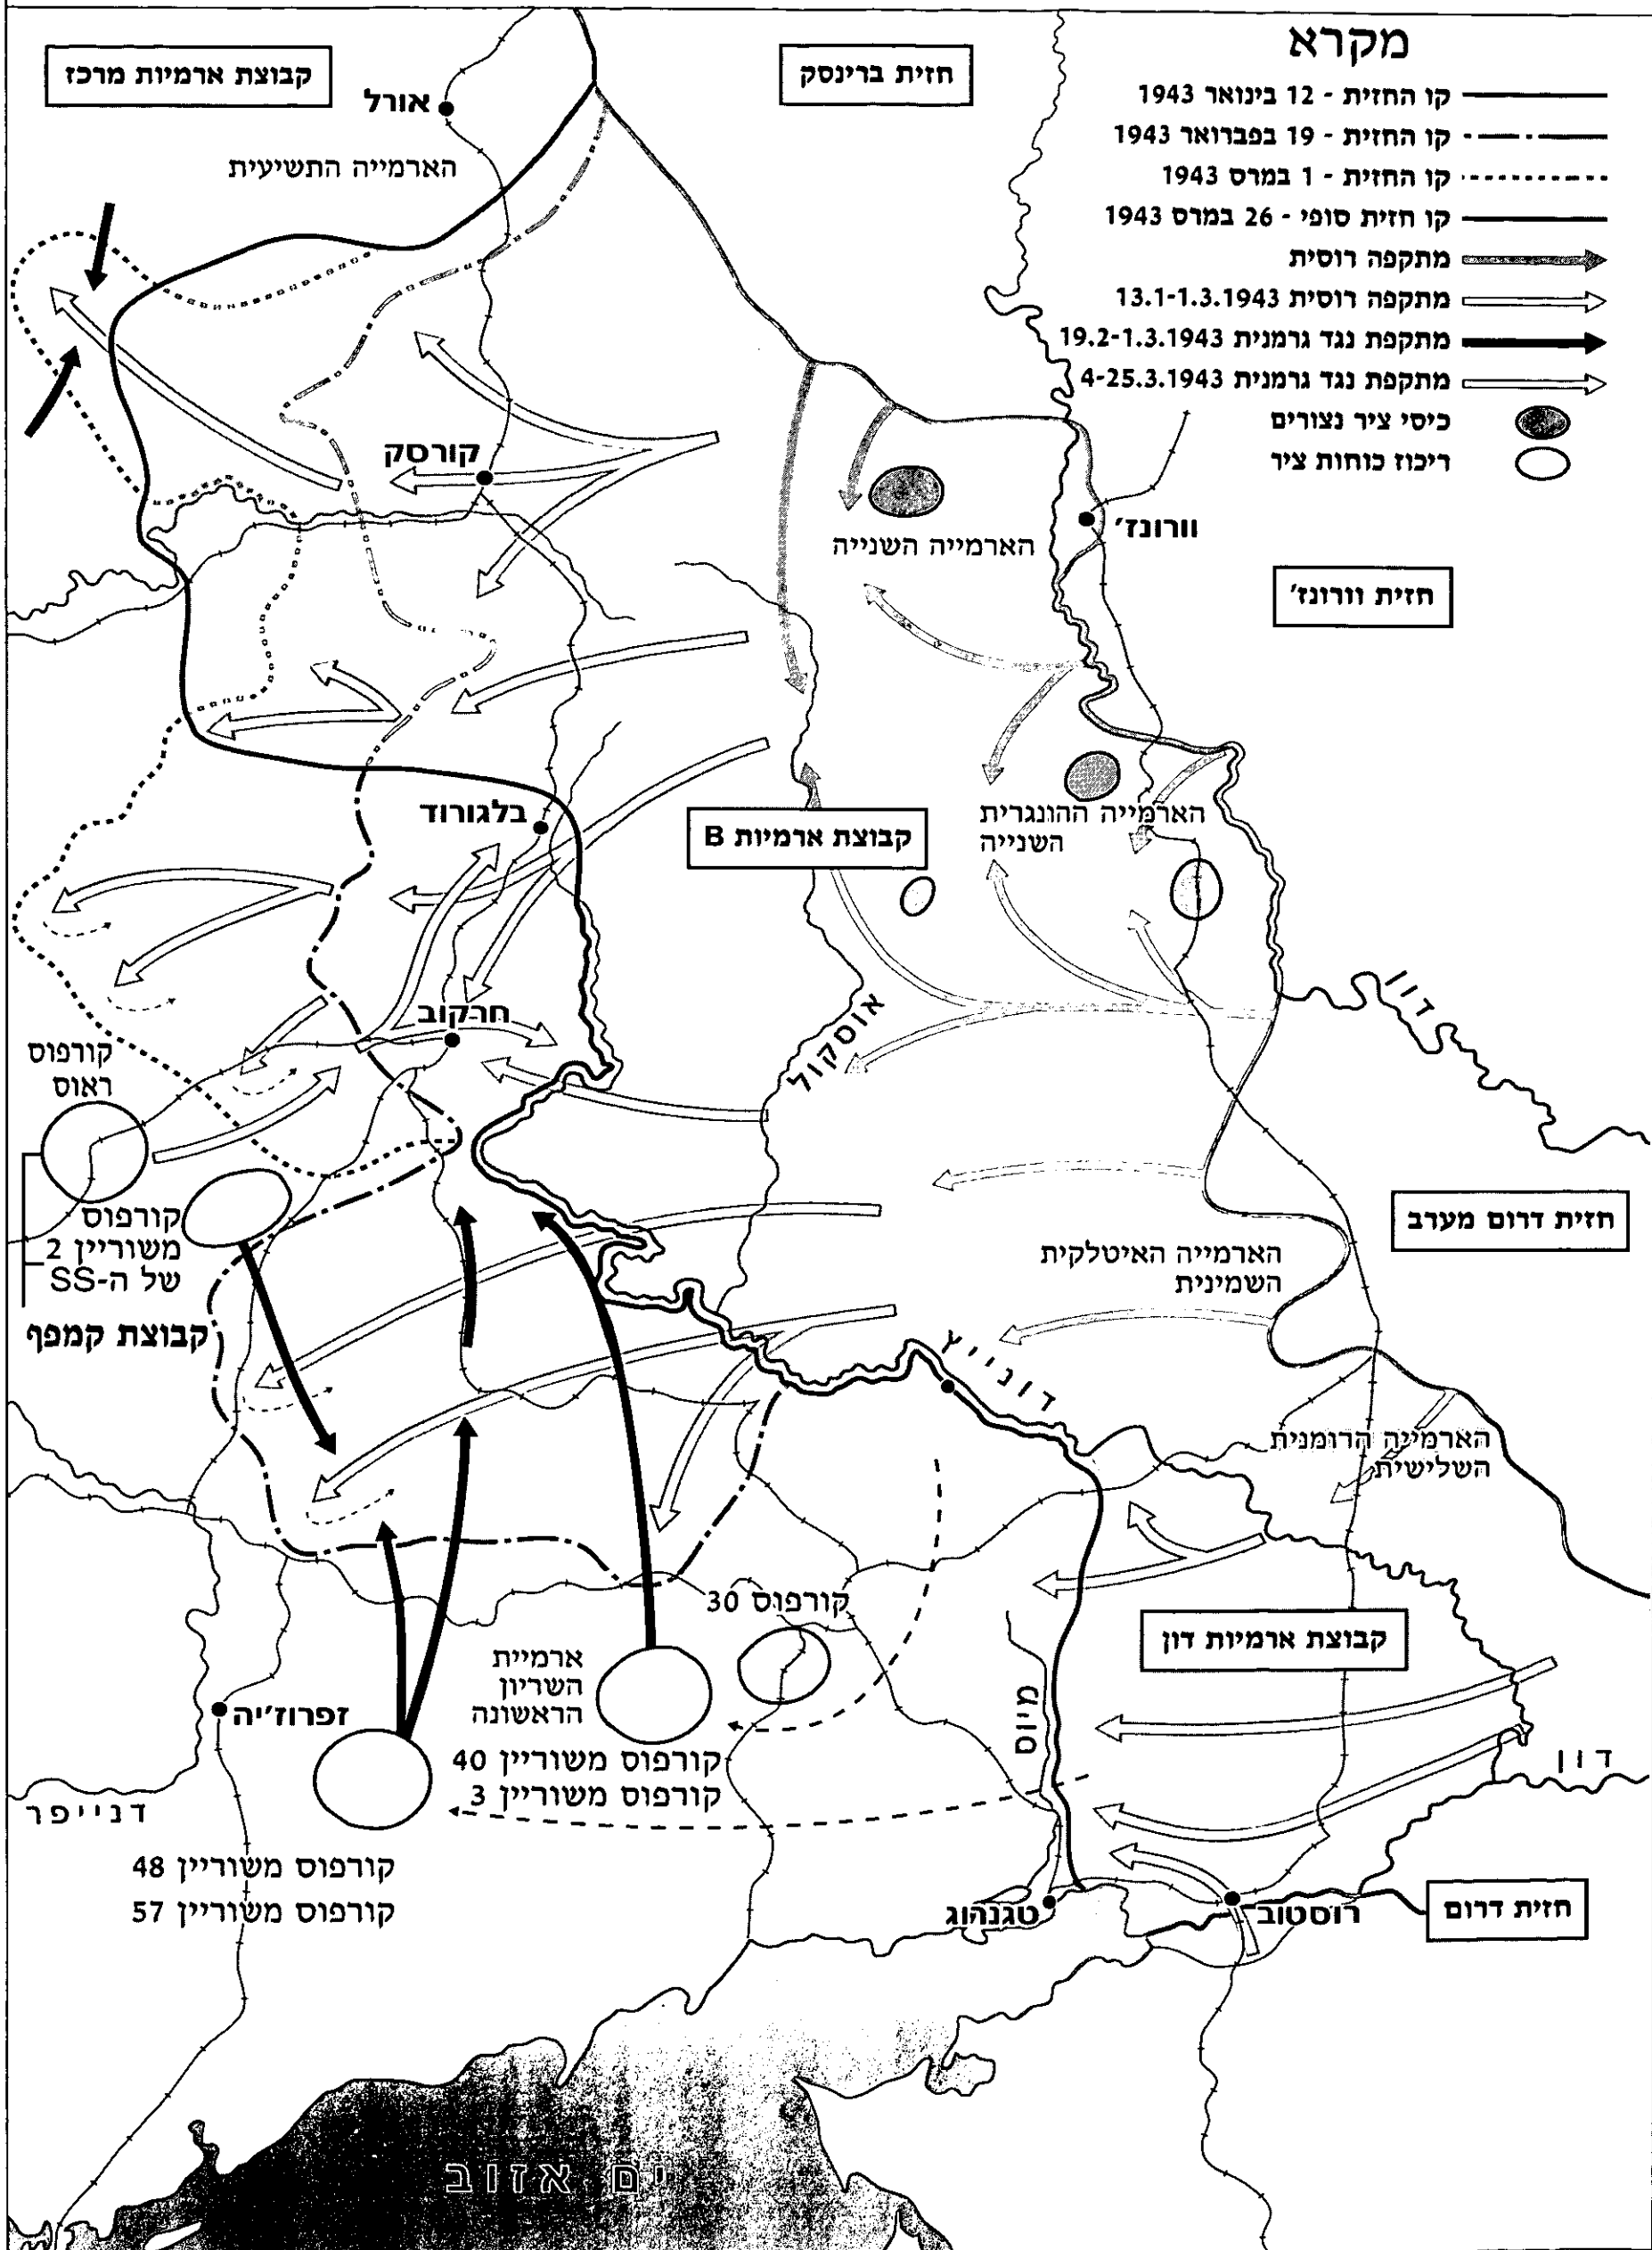 מקרא
קו החזית - 12 בינואר 1943
קו החזית - 19 בפברואר 1943
קו החזית - 1 במרס 1943
קו חזית סופי - 26 במרס 1943
מתקפה רוסית
מתקפה רוסית 13.1-1.3.1943
מתקפת נגד גרמנית 19.2-1.3.1943
מתקפת נגד גרמנית 4-25.3.1943
כיסי ציר נצורים
ריכוז כוחות ציר
חזית ברינסק
קבוצת ארמיות מרכז
אורל
הארמייה התשיעית
קורסק
וורונז'
הארמייה השנייה
חזית וורונז'
בלגורוד
קבוצת ארמיות B
הארמייה ההונגרית
השנייה
דון
אוסקול
חרקוב
קורפוס
ראוס
קורפוס
משוריין 2
של ה-SS
קבוצת קמפף
חזית דרום מערב
הארמייה האיטלקית
השמינית
דונייץ
הארמייה הרומנית
השלישית
קורפוס 30
קבוצת ארמיות דון
ארמיית
השריון
הראשונה
קורפוס משוריין 40
קורפוס משוריין 3
מיוס
זפרוז'יה
דון
דנייפר
קורפוס משוריין 48
קורפוס משוריין 57
טגנרוג
רוסטוב
חזית דרום
ים אזוב